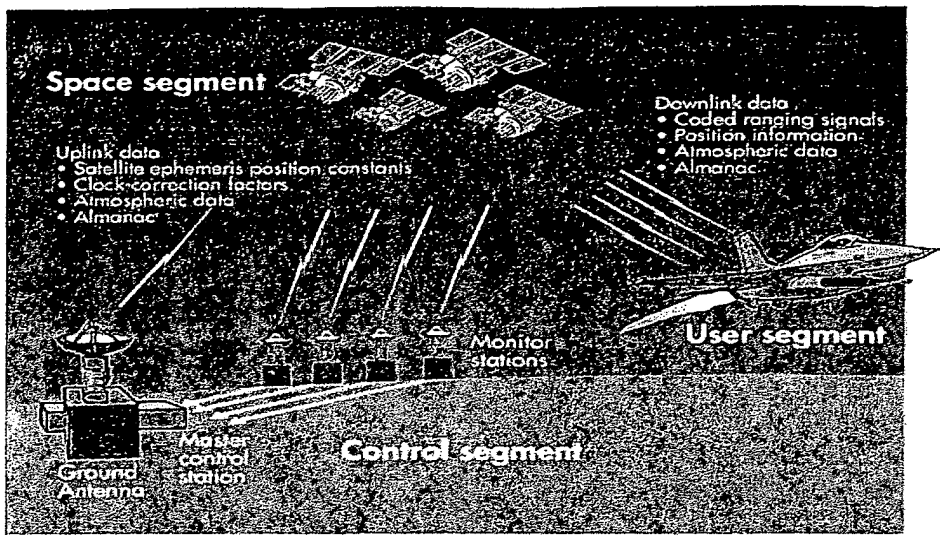 Space segment
Downlink data
• Coded ranging signals
• Position information
• Atmospheric data
• Almanac
Uplink data
• Satellite ephemeris position constants
• Clock-correction factors
• Atmospheric data
• Almanac
Monitor
stations
User segment
Master
control
station
Control segment
Ground
Antenna